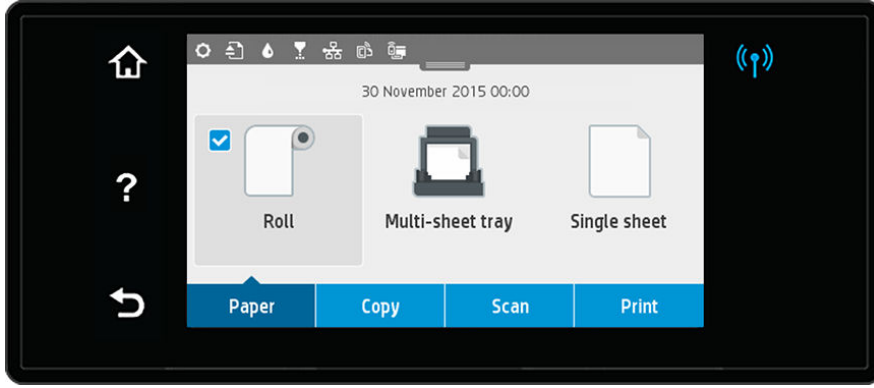 30 November 2015 00:00
?
Roll
Multi-sheet tray
Single sheet
Paper
Copy
Scan
Print